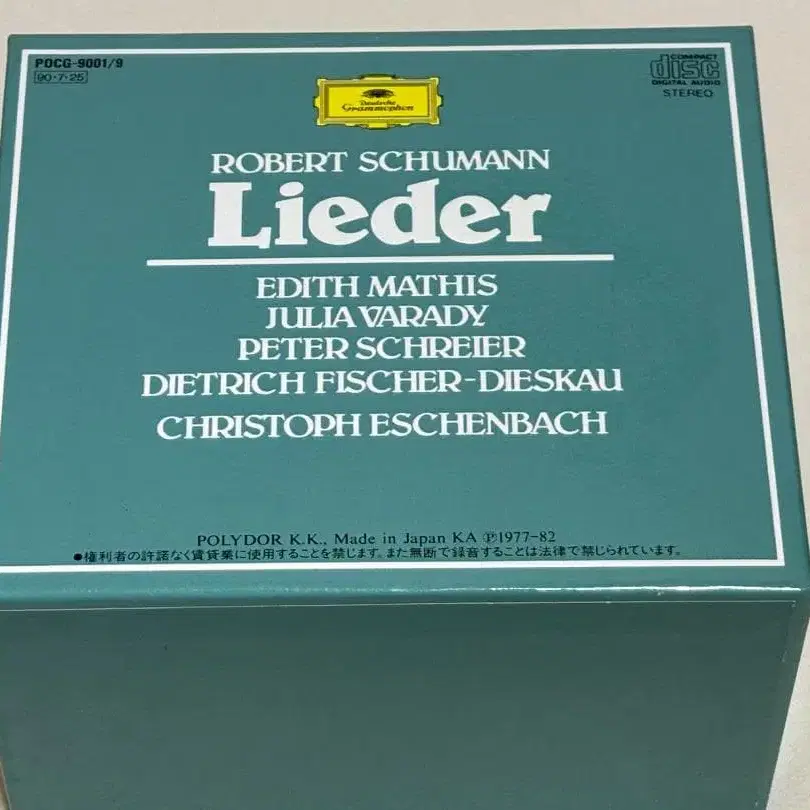 POCG-9001/9
90・7・25
Deutsche
Grammophon
COMPACT
disc
DIGITAL AUDIO
STEREO
ROBERT SCHUMANN
Lieder
EDITH MATHIS
JULIA VARADY
PETER SCHREIER
DIETRICH FISCHER-DIESKAU
CHRISTOPH ESCHENBACH
POLYDOR K.K., Made in Japan KA ℗1977-82
●権利者の許諾なく賃貸業に使用することを禁じます。また無断で録音することは法律で禁じられています。